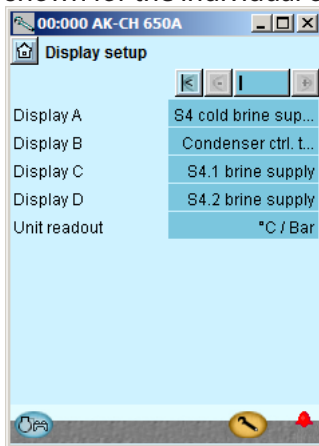 00:000 AK-CH 650A
Display setup
Display A S4 cold brine sup...
Display B Condenser ctrl. t...
Display C S4.1 brine supply
Display D S4.2 brine supply
Unit readout °C / Bar